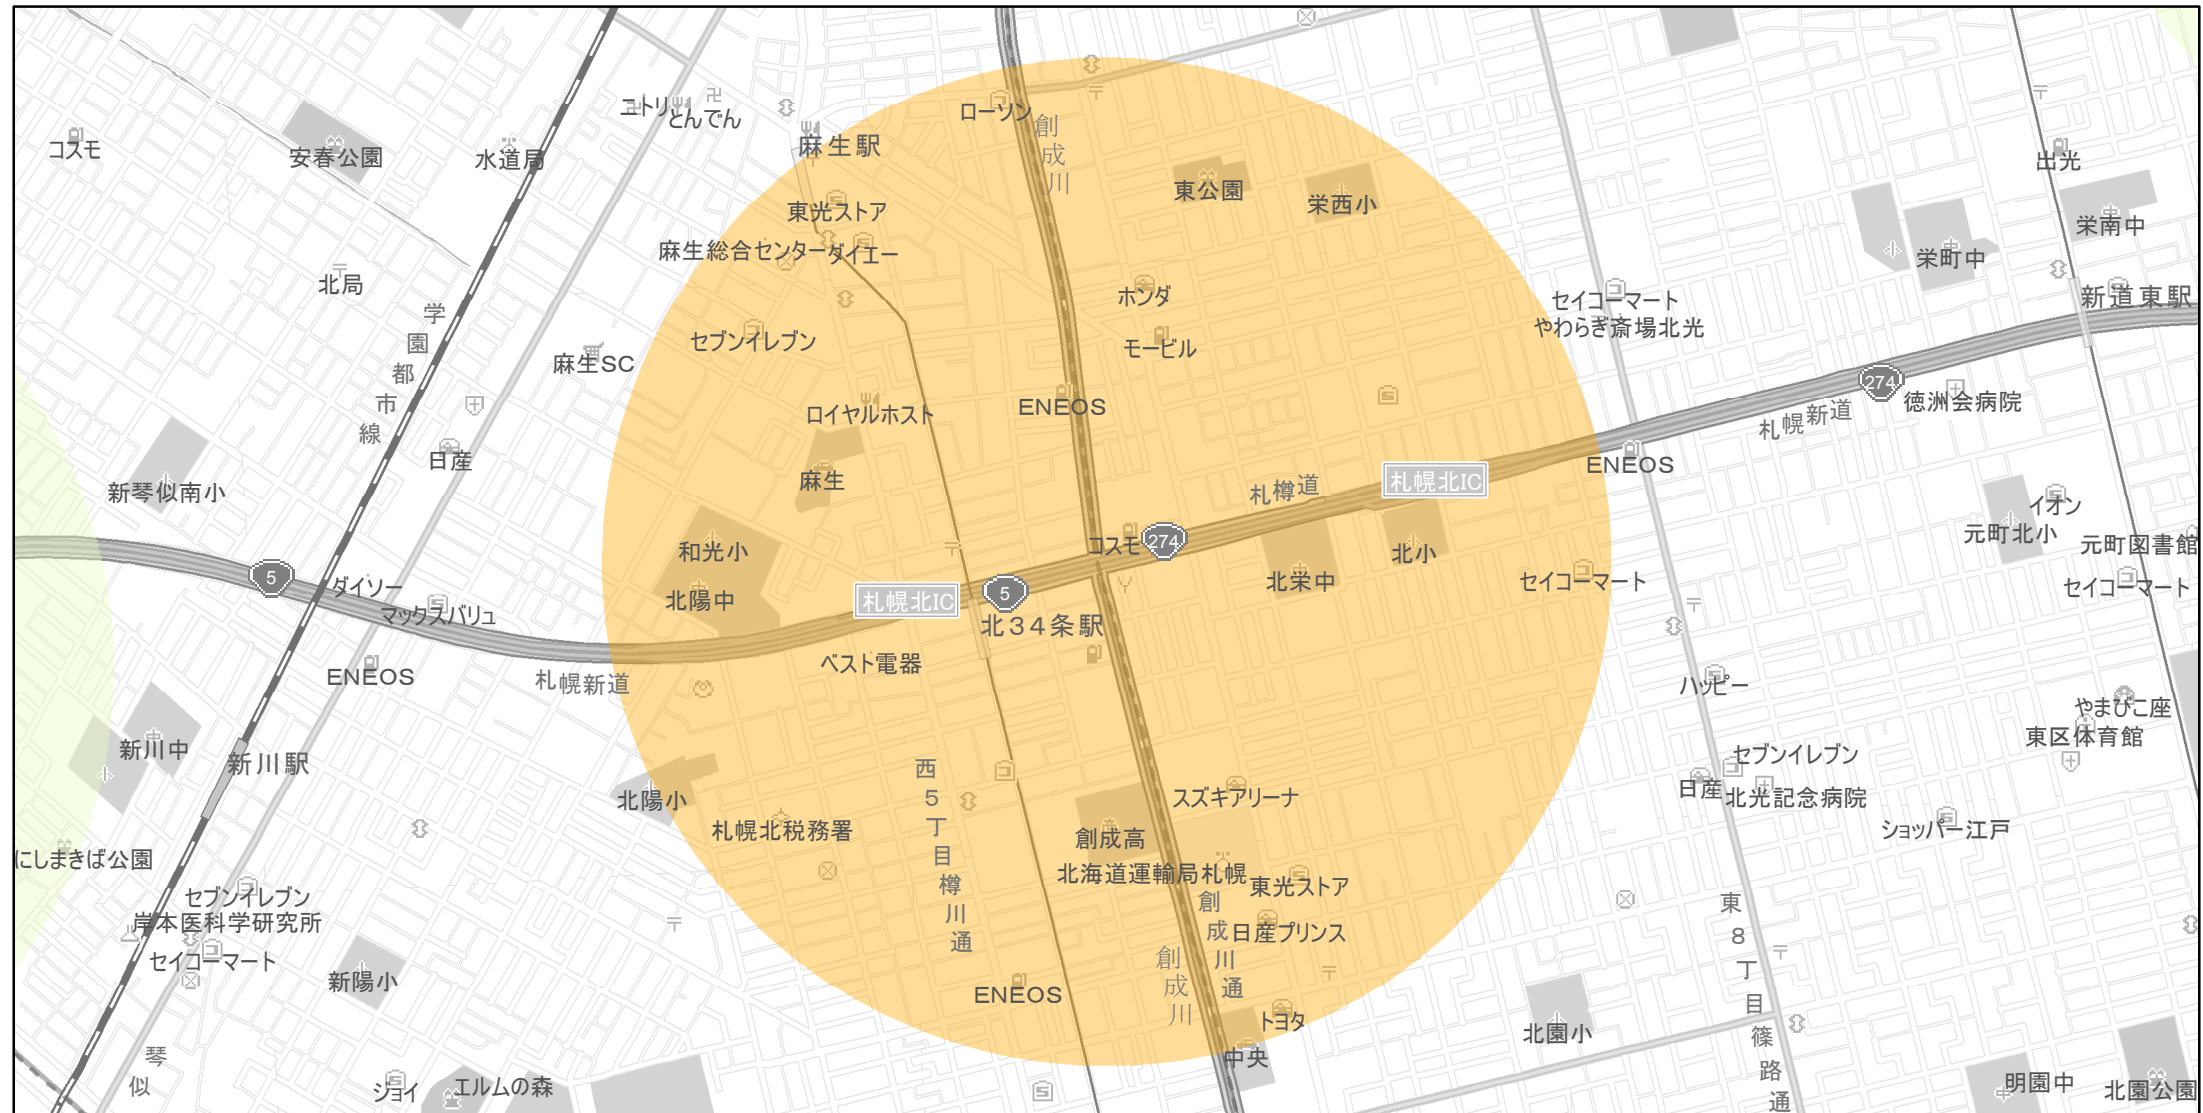 ニトリ
とんでん
ローソン
麻生駅
創成川
コスモ
安春公園
水道局
東公園
栄西小
出光
栄南中
東光ストア
麻生総合センター
ダイエー
栄町中
北局
学園都市線
ホンダ
セイコーマート
やわらぎ斎場北光
新道東駅
セブンイレブン
モービル
麻生SC
274
徳洲会病院
ロイヤルホスト
ENEOS
札幌新道
日産
麻生
札幌北IC
ENEOS
新琴似南小
札樽道
イオン
元町北小
和光小
コスモ
274
北小
元町図書館
5
ダイソー
北陽中
札幌北IC
5
北栄中
セイコーマート
セイコーマート
マックスバリュ
北34条駅
ENEOS
札幌新道
ベスト電器
ハッピー
やまびこ座
東区体育館
新川中
新川駅
セブンイレブン
西5丁目樽川通
北陽小
スズキアリーナ
日産
北光記念病院
札幌北税務署
創成高
ショッパー江戸
にしまきば公園
北海道運輸局札幌
東光ストア
セブンイレブン
岸本医科学研究所
創成川通
日産プリンス
東8丁目篠路通
セイコーマート
創成川
新陽小
ENEOS
トヨタ
北園小
中央
琴似
ジョイ
エルムの森
明園中
北園公園